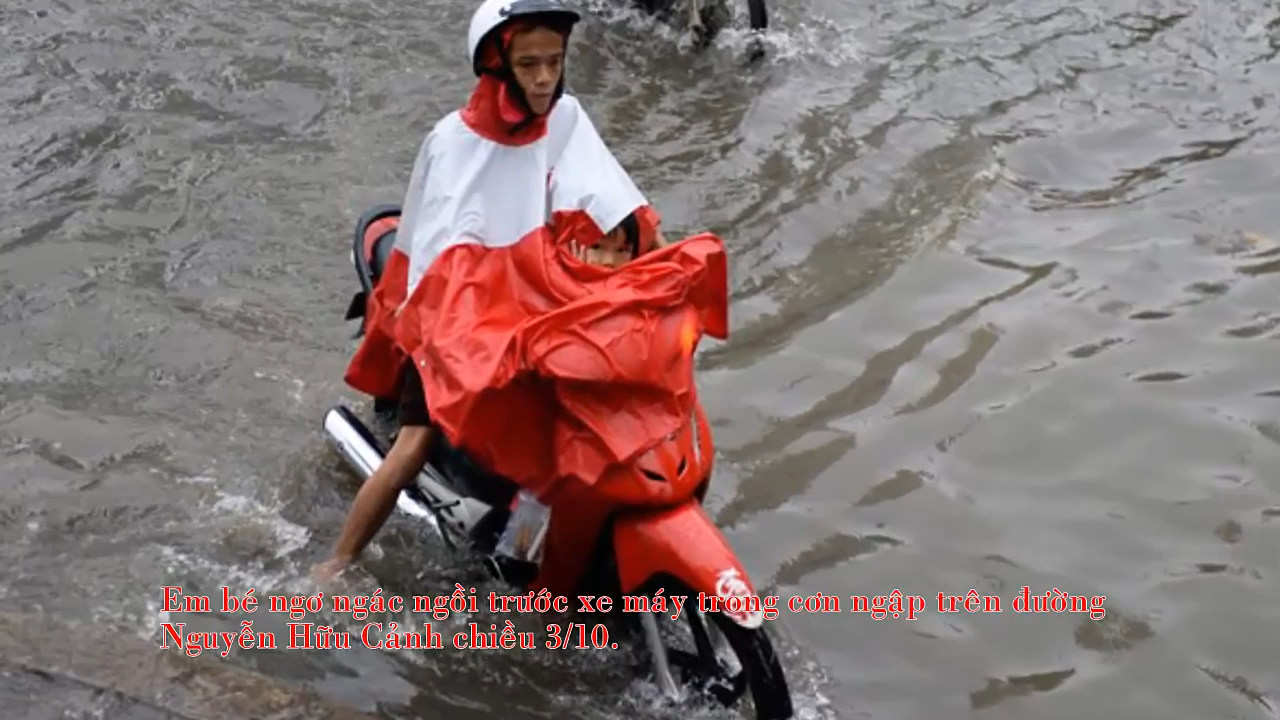 Em bé ngơ ngác ngồi trước xe máy trong cơn ngập trên đường
Nguyễn Hữu Cảnh chiều 3/10.